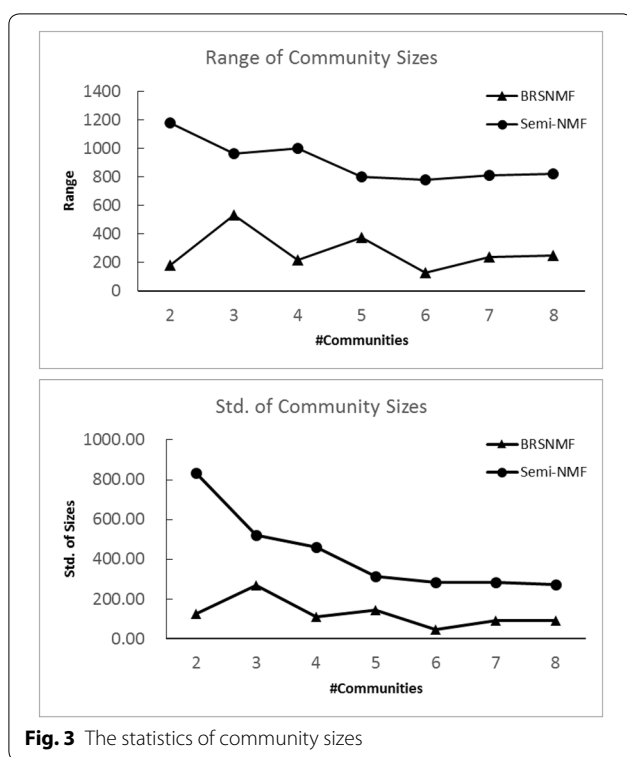 Range of Community Sizes
1400
1200
1000
800
600
400
200
0
Range
BRSNMF
Semi-NMF
2 3 4 5 6 7 8
#Communities
Std. of Community Sizes
1000.00
800.00
600.00
400.00
200.00
0.00
Std. of Sizes
BRSNMF
Semi-NMF
2 3 4 5 6 7 8
#Communities
Fig. 3 The statistics of community sizes